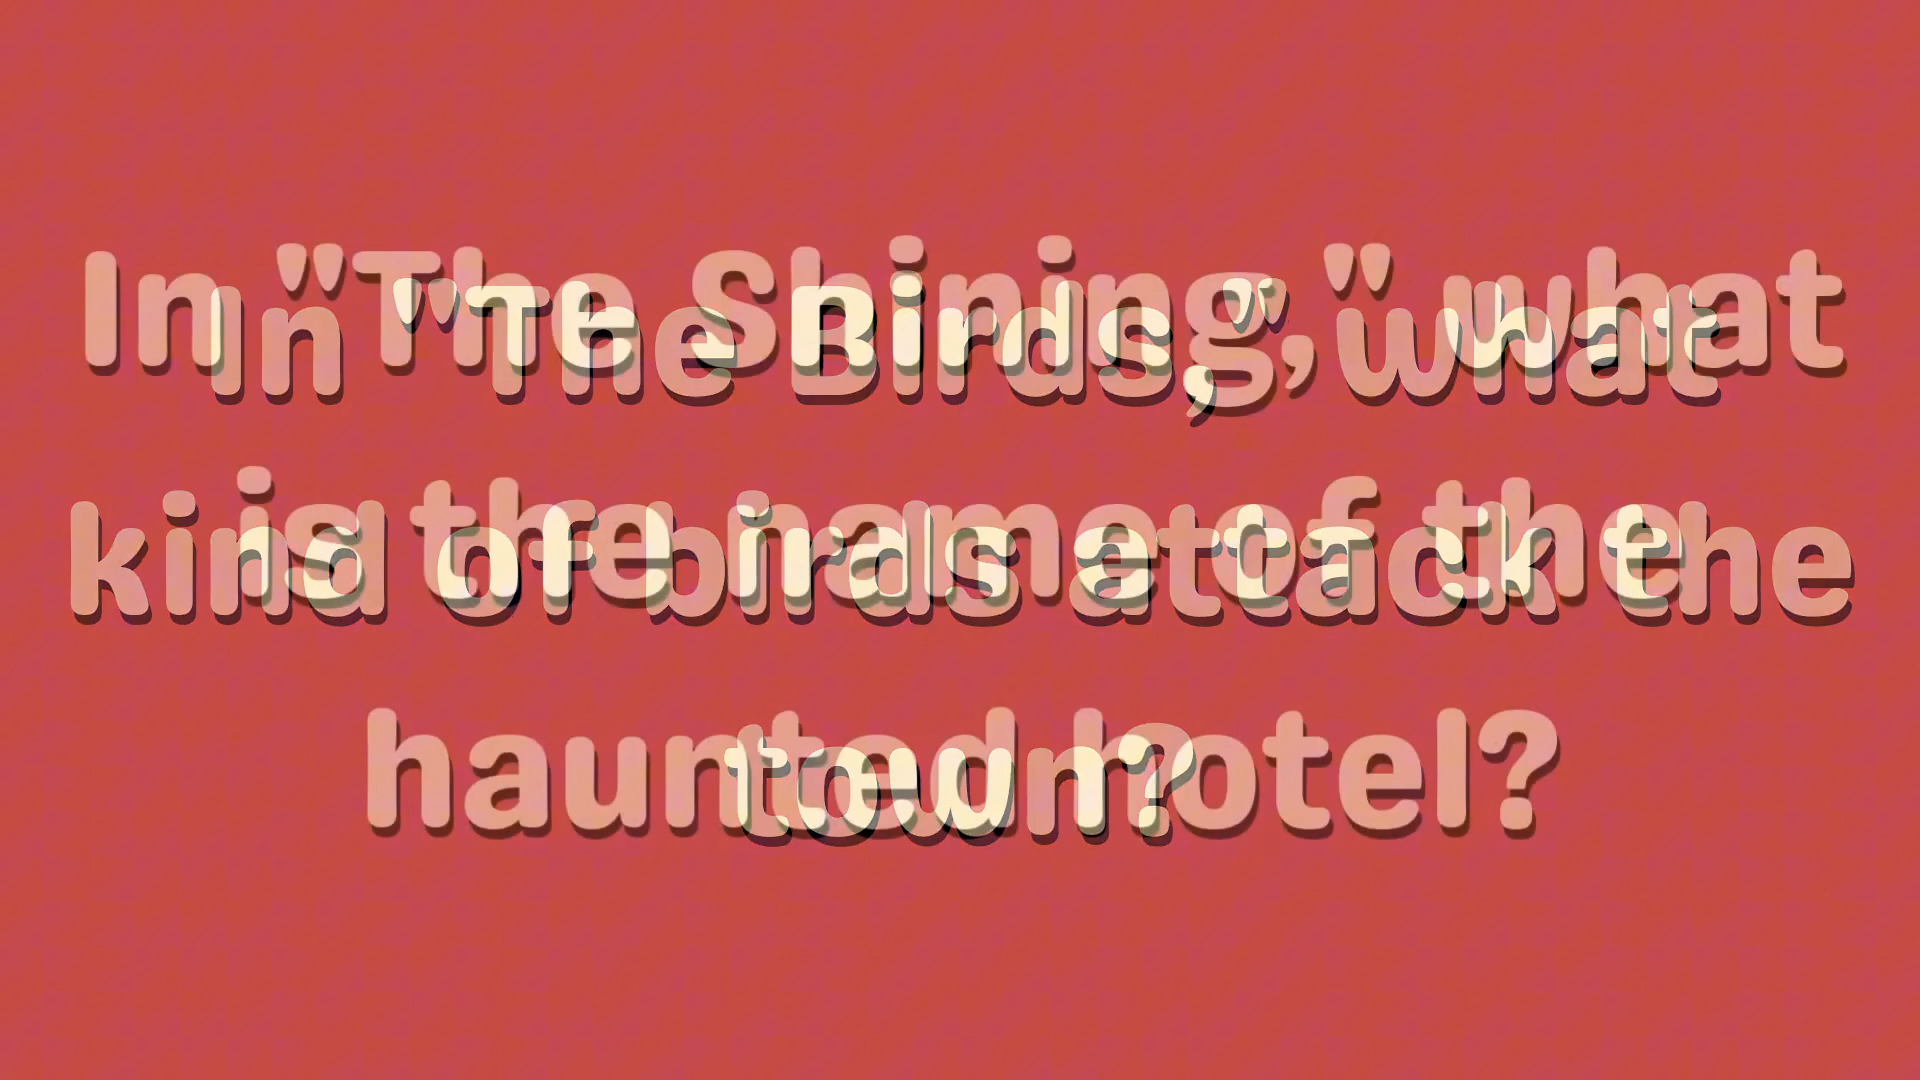 In "The Shining," what
is the name of the
haunted hotel?
In "The Birds," what
kind of birds attack the
town?